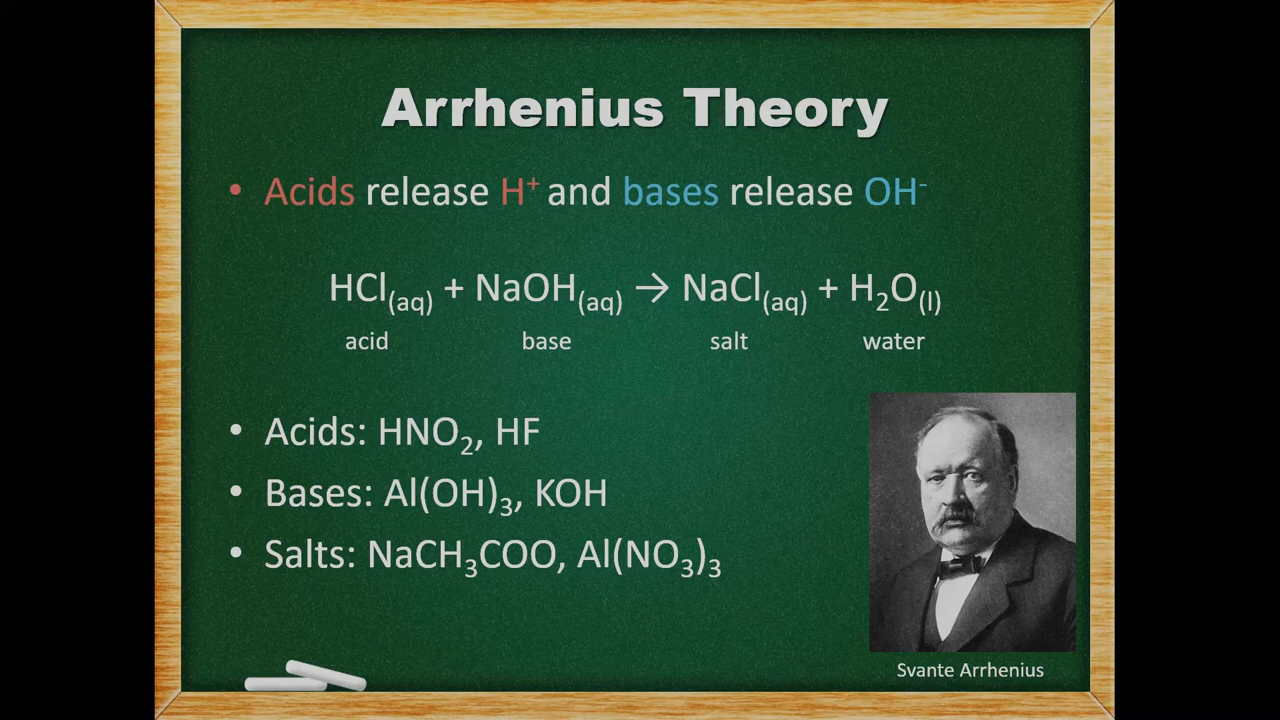 Arrhenius Theory
• Acids release H⁺ and bases release OH⁻
HCl(aq) + NaOH(aq) → NaCl(aq) + H₂O(l)
acid base salt water
• Acids: HNO₂, HF
• Bases: Al(OH)₃, KOH
• Salts: NaCH₃COO, Al(NO₃)₃
Svante Arrhenius